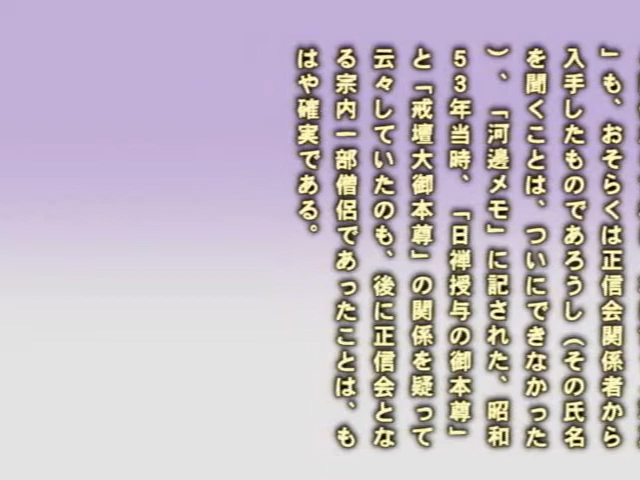 」も、おそらくは正信会関係者から
入手したものであろうし（その氏名
を聞くことは、ついにできなかった
）、「河邊メモ」に記された、昭和
53年当時、「日禅授与の御本尊」
と「戒壇大御本尊」の関係を疑って
云々していたのも、後に正信会とな
る宗内一部僧侶であったことは、も
はや確実である。